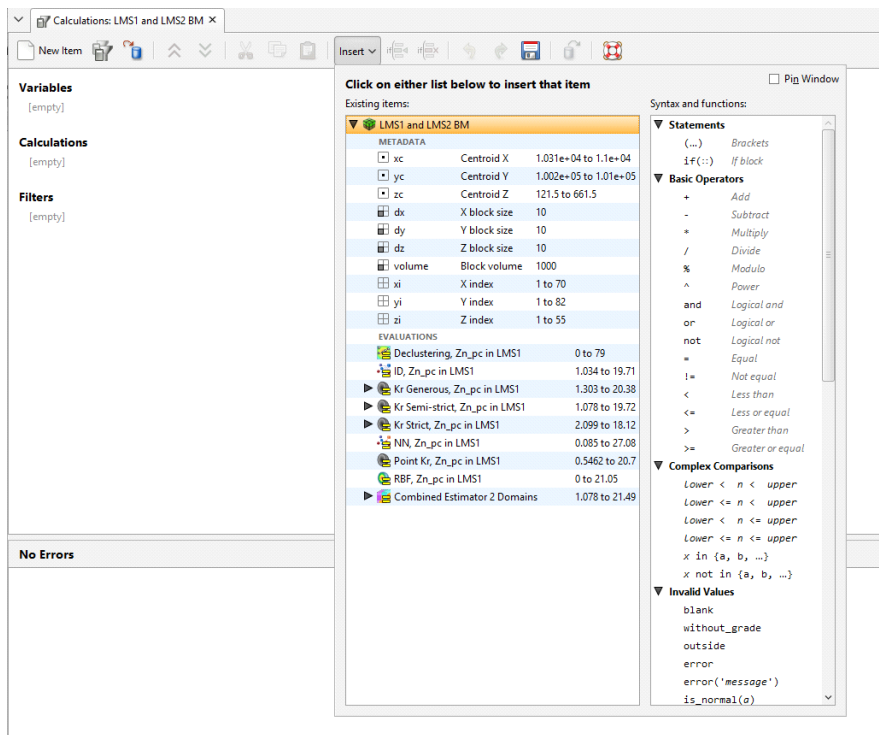 Calculations: LMS1 and LMS2 BM
New Item
Insert
if
if
Variables
[empty]
Calculations
[empty]
Filters
[empty]
No Errors
Click on either list below to insert that item
Pin Window
Existing items:
LMS1 and LMS2 BM
METADATA
xc Centroid X 1.031e+04 to 1.1e+04
yc Centroid Y 1.002e+05 to 1.01e+05
zc Centroid Z 121.5 to 661.5
dx X block size 10
dy Y block size 10
dz Z block size 10
volume Block volume 1000
xi X index 1 to 70
yi Y index 1 to 82
zi Z index 1 to 55
EVALUATIONS
Declustering, Zn_pc in LMS1 0 to 79
ID, Zn_pc in LMS1 1.034 to 19.71
Kr Generous, Zn_pc in LMS1 1.303 to 20.38
Kr Semi-strict, Zn_pc in LMS1 1.078 to 19.72
Kr Strict, Zn_pc in LMS1 2.099 to 18.12
NN, Zn_pc in LMS1 0.085 to 27.08
Point Kr, Zn_pc in LMS1 0.5462 to 20.7
RBF, Zn_pc in LMS1 0 to 21.05
Combined Estimator 2 Domains 1.078 to 21.49
Syntax and functions:
Statements
(...) Brackets
if(::) If block
Basic Operators
+ Add
- Subtract
* Multiply
/ Divide
% Modulo
^ Power
and Logical and
or Logical or
not Logical not
= Equal
!= Not equal
< Less than
<= Less or equal
> Greater than
>= Greater or equal
Complex Comparisons
Lower < n < upper
Lower <= n < upper
Lower < n <= upper
Lower <= n <= upper
x in {a, b, …}
x not in {a, b, …}
Invalid Values
blank
without_grade
outside
error
error('message')
is_normal(a)